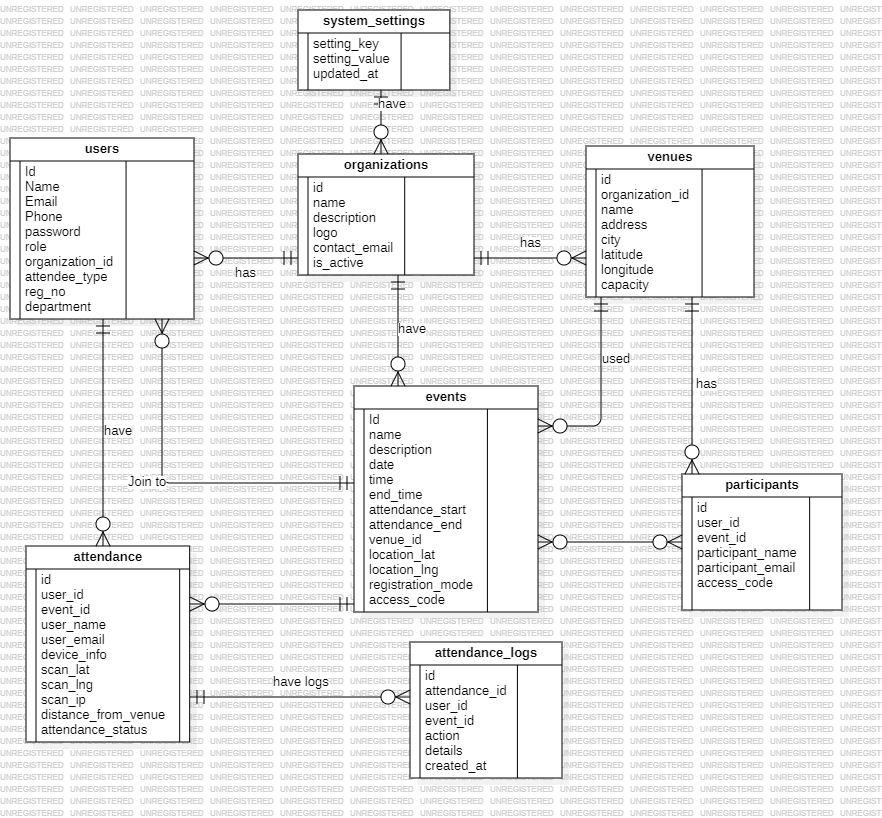 system_settings
setting_key
setting_value
updated_at
have
users
Id
Name
Email
Phone
password
role
organization_id
attendee_type
reg_no
department
organizations
id
name
description
logo
contact_email
is_active
venues
id
organization_id
name
address
city
latitude
longitude
capacity
has
has
have
used
has
have
Join to
events
Id
name
description
date
time
end_time
attendance_start
attendance_end
venue_id
location_lat
location_lng
registration_mode
access_code
participants
id
user_id
event_id
participant_name
participant_email
access_code
attendance
id
user_id
event_id
user_name
user_email
device_info
scan_lat
scan_lng
scan_ip
distance_from_venue
attendance_status
have logs
attendance_logs
id
attendance_id
user_id
event_id
action
details
created_at
UNREGISTERED